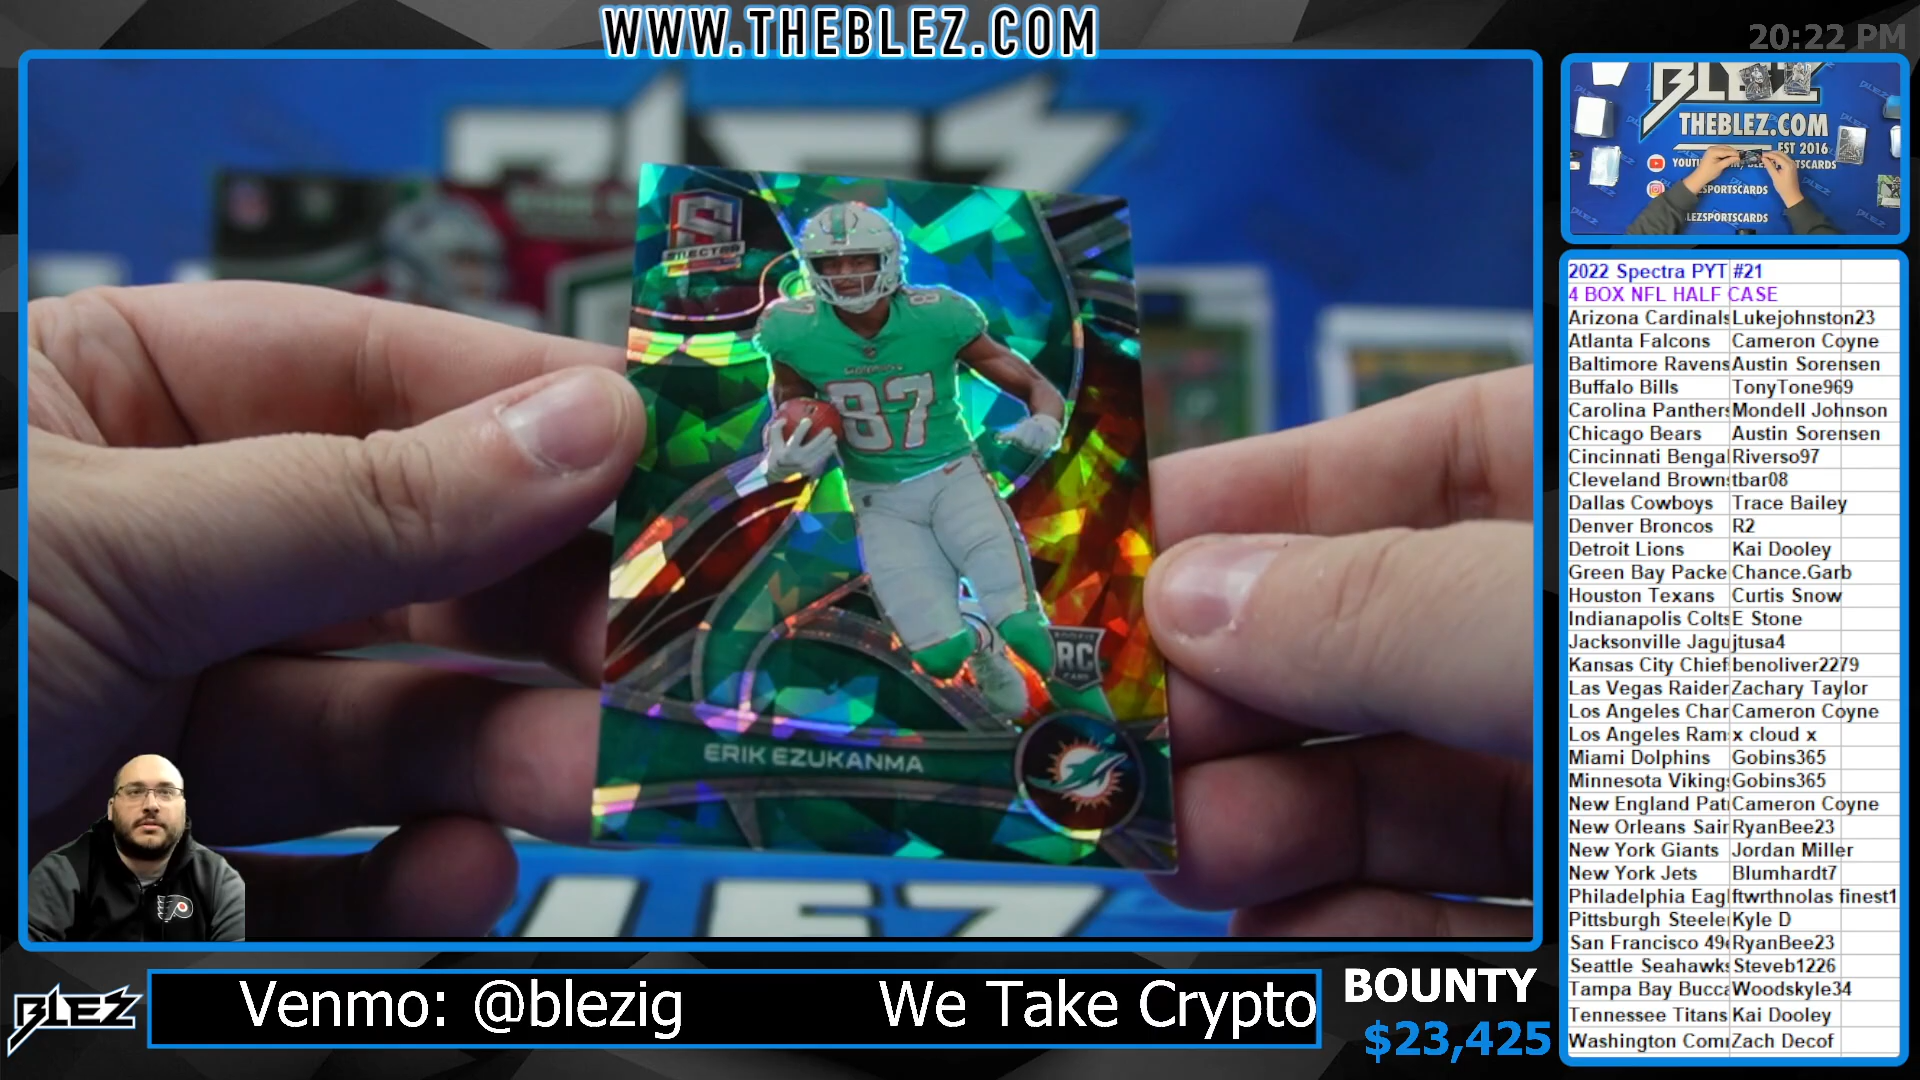 WWW.THEBLEZ.COM
20:22 PM
THEBLEZ.COM
EST 2016
SPECTRA
87
RC
ERIK EZUKANMA
2022 Spectra PYT #21
4 BOX NFL HALF CASE
Arizona Cardinals Lukejohnston23
Atlanta Falcons Cameron Coyne
Baltimore Ravens Austin Sorensen
Buffalo Bills TonyTone969
Carolina Panthers Mondell Johnson
Chicago Bears Austin Sorensen
Cincinnati Bengal Riverso97
Cleveland Browns tbar08
Dallas Cowboys Trace Bailey
Denver Broncos R2
Detroit Lions Kai Dooley
Green Bay Packe Chance.Garb
Houston Texans Curtis Snow
Indianapolis Colts E Stone
Jacksonville Jagu jtusa4
Kansas City Chief benoliver2279
Las Vegas Raider Zachary Taylor
Los Angeles Char Cameron Coyne
Los Angeles Rams x cloud x
Miami Dolphins Gobins365
Minnesota Vikings Gobins365
New England Patr Cameron Coyne
New Orleans Sain RyanBee23
New York Giants Jordan Miller
New York Jets Blumhardt7
Philadelphia Eagl ftwrthnolas finest1
Pittsburgh Steele Kyle D
San Francisco 49e RyanBee23
Seattle Seahawks Steveb1226
Tampa Bay Bucca Woodskyle34
Tennessee Titans Kai Dooley
Washington Com Zach Decof
BLEZ
Venmo: @blezig We Take Crypto
BOUNTY
$23,425